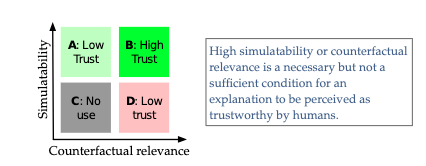 Simulatability
A: Low
Trust
B: High
Trust
C: No
use
D: Low
trust
Counterfactual relevance
High simulatability or counterfactual
relevance is a necessary but not a
sufficient condition for an
explanation to be perceived as
trustworthy by humans.